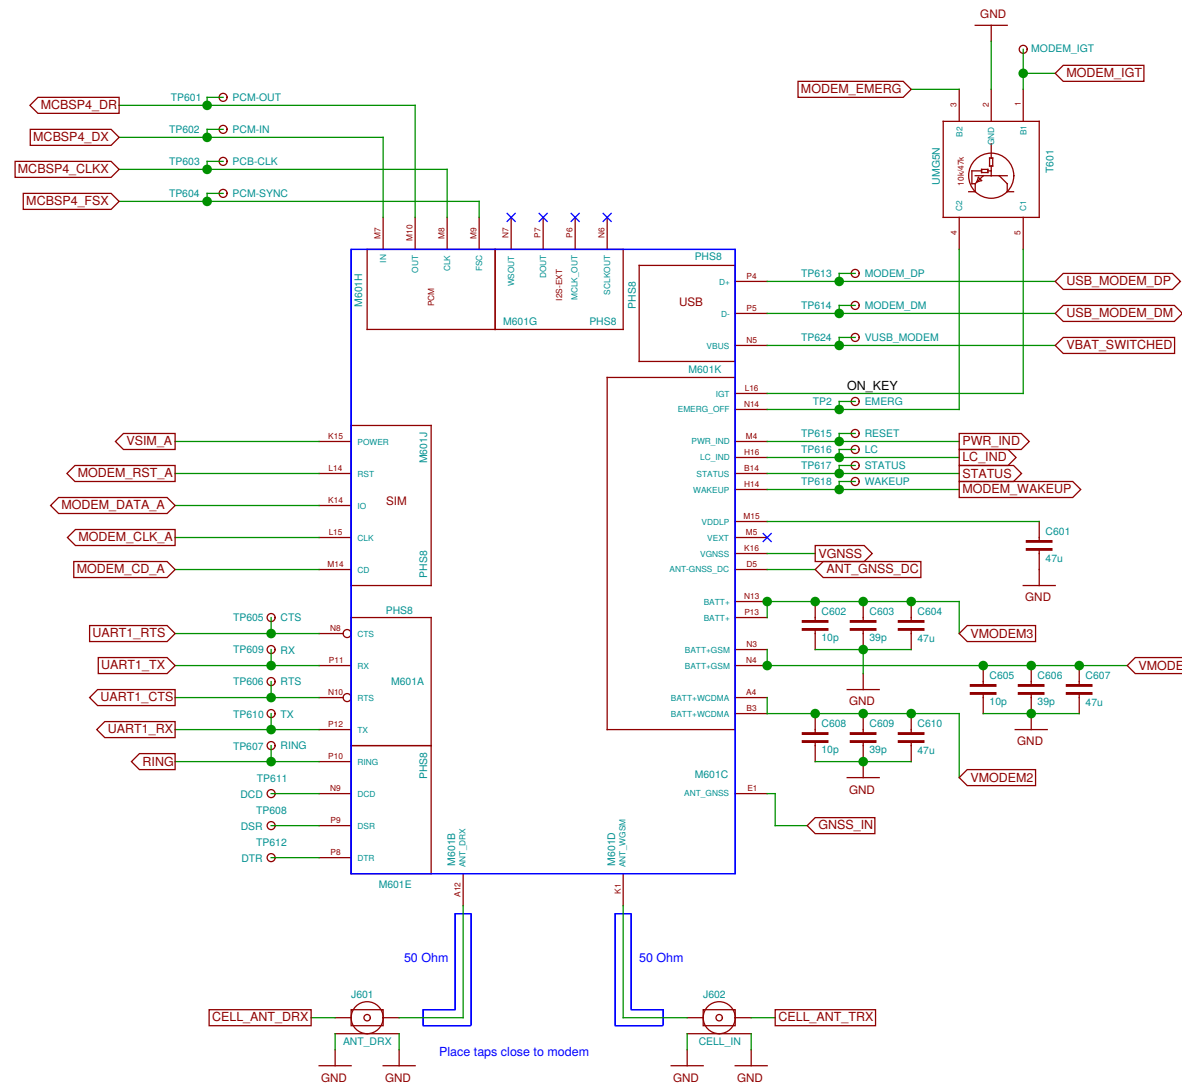 GND
MODEM_IGT
MODEM_IGT
MODEM_EMERG
3
2
1
B2
GND
B1
UMG5N
10k/47k
T601
C2
C1
4
5
MCBSP4_DR
TP601
PCM-OUT
MCBSP4_DX
TP602
PCM-IN
MCBSP4_CLKX
TP603
PCB-CLK
MCBSP4_FSX
TP604
PCM-SYNC
M7
M10
M8
M9
N7
P7
P6
N6
IN
OUT
CLK
FSC
WSOUT
DOUT
I2S-EXT
MCLK_OUT
SCLKOUT
M601H
PCM
M601G
PHS8
PHS8
PHS8
USB
D+
P4
TP613
MODEM_DP
USB_MODEM_DP
D-
P5
TP614
MODEM_DM
USB_MODEM_DM
VBUS
N5
TP624
VUSB_MODEM
VBAT_SWITCHED
M601K
IGT
L16
ON_KEY
EMERG_OFF
N14
TP2
EMERG
PWR_IND
M4
TP615
RESET
PWR_IND
LC_IND
H16
TP616
LC
LC_IND
STATUS
B14
TP617
STATUS
STATUS
WAKEUP
H14
TP618
WAKEUP
MODEM_WAKEUP
VDDLP
M15
C601
47u
GND
VEXT
M5
VGNSS
K16
VGNSS
ANT-GNSS_DC
D5
ANT_GNSS_DC
BATT+
N13
BATT+
P13
C602
10p
C603
39p
C604
47u
VMODEM3
GND
BATT+GSM
N3
BATT+GSM
N4
VMODE
C605
10p
C606
39p
C607
47u
GND
BATT+WCDMA
A4
BATT+WCDMA
B3
C608
10p
C609
39p
C610
47u
VMODEM2
GND
M601C
ANT_GNSS
E1
GNSS_IN
VSIM_A
K15
POWER
MODEM_RST_A
L14
RST
MODEM_DATA_A
K14
IO
MODEM_CLK_A
L15
CLK
MODEM_CD_A
M14
CD
M601J
SIM
PHS8
PHS8
UART1_RTS
TP605
CTS
N8
CTS
UART1_TX
TP609
RX
P11
RX
M601A
UART1_CTS
TP606
RTS
N10
RTS
UART1_RX
TP610
TX
P12
TX
RING
TP607
RING
P10
RING
PHS8
TP611
DCD
N9
DCD
TP608
DSR
P9
DSR
TP612
DTR
P8
DTR
M601E
M601B
ANT_DRX
A12
M601D
ANT_WGSM
K1
50 Ohm
50 Ohm
CELL_ANT_DRX
J601
ANT_DRX
GND
GND
Place taps close to modem
J602
CELL_IN
CELL_ANT_TRX
GND
GND